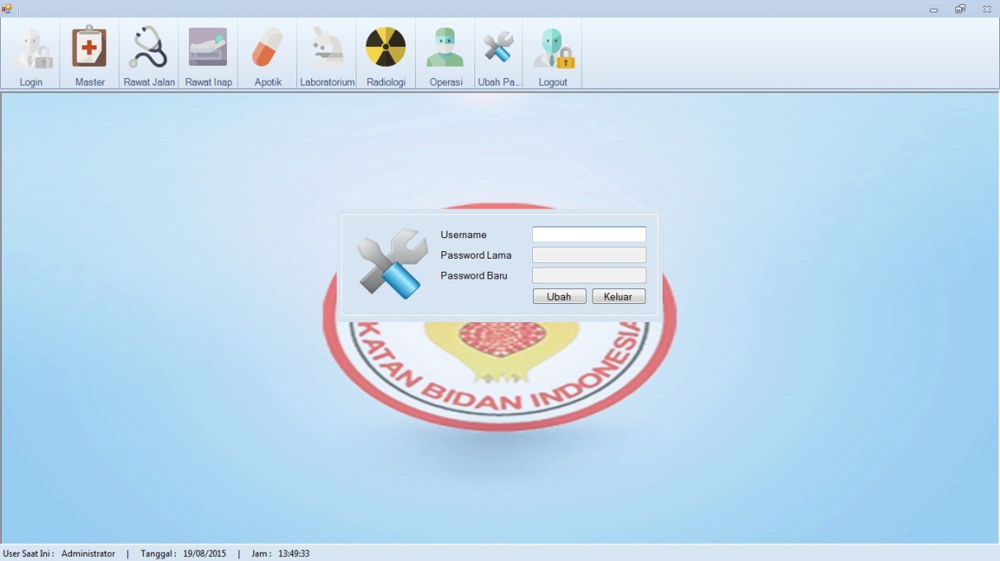 Login Master Rawat Jalan Rawat Inap Apotik Laboratorium Radiologi Operasi Ubah Pa... Logout
Username
Password Lama
Password Baru
Ubah Keluar
KATAN BIDAN INDONESIA
User Saat Ini : Administrator | Tanggal : 19/08/2015 | Jam : 13:49:33